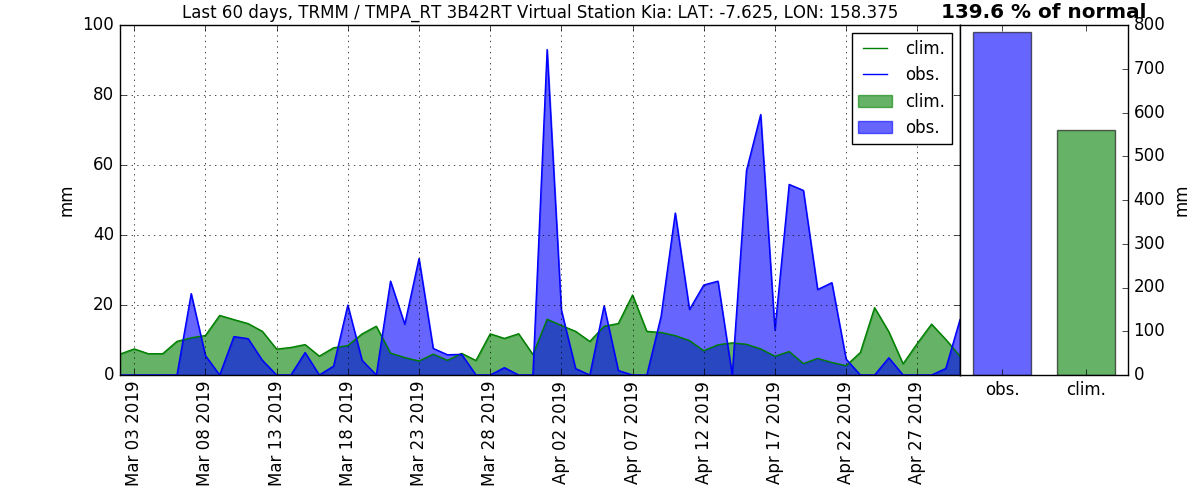 Last 60 days, TRMM / TMPA_RT 3B42RT Virtual Station Kia: LAT: -7.625, LON: 158.375
139.6 % of normal
100
80
60
40
20
0
mm
clim.
obs.
clim.
obs.
800
700
600
500
400
300
200
100
0
mm
Mar 03 2019
Mar 08 2019
Mar 13 2019
Mar 18 2019
Mar 23 2019
Mar 28 2019
Apr 02 2019
Apr 07 2019
Apr 12 2019
Apr 17 2019
Apr 22 2019
Apr 27 2019
obs.
clim.